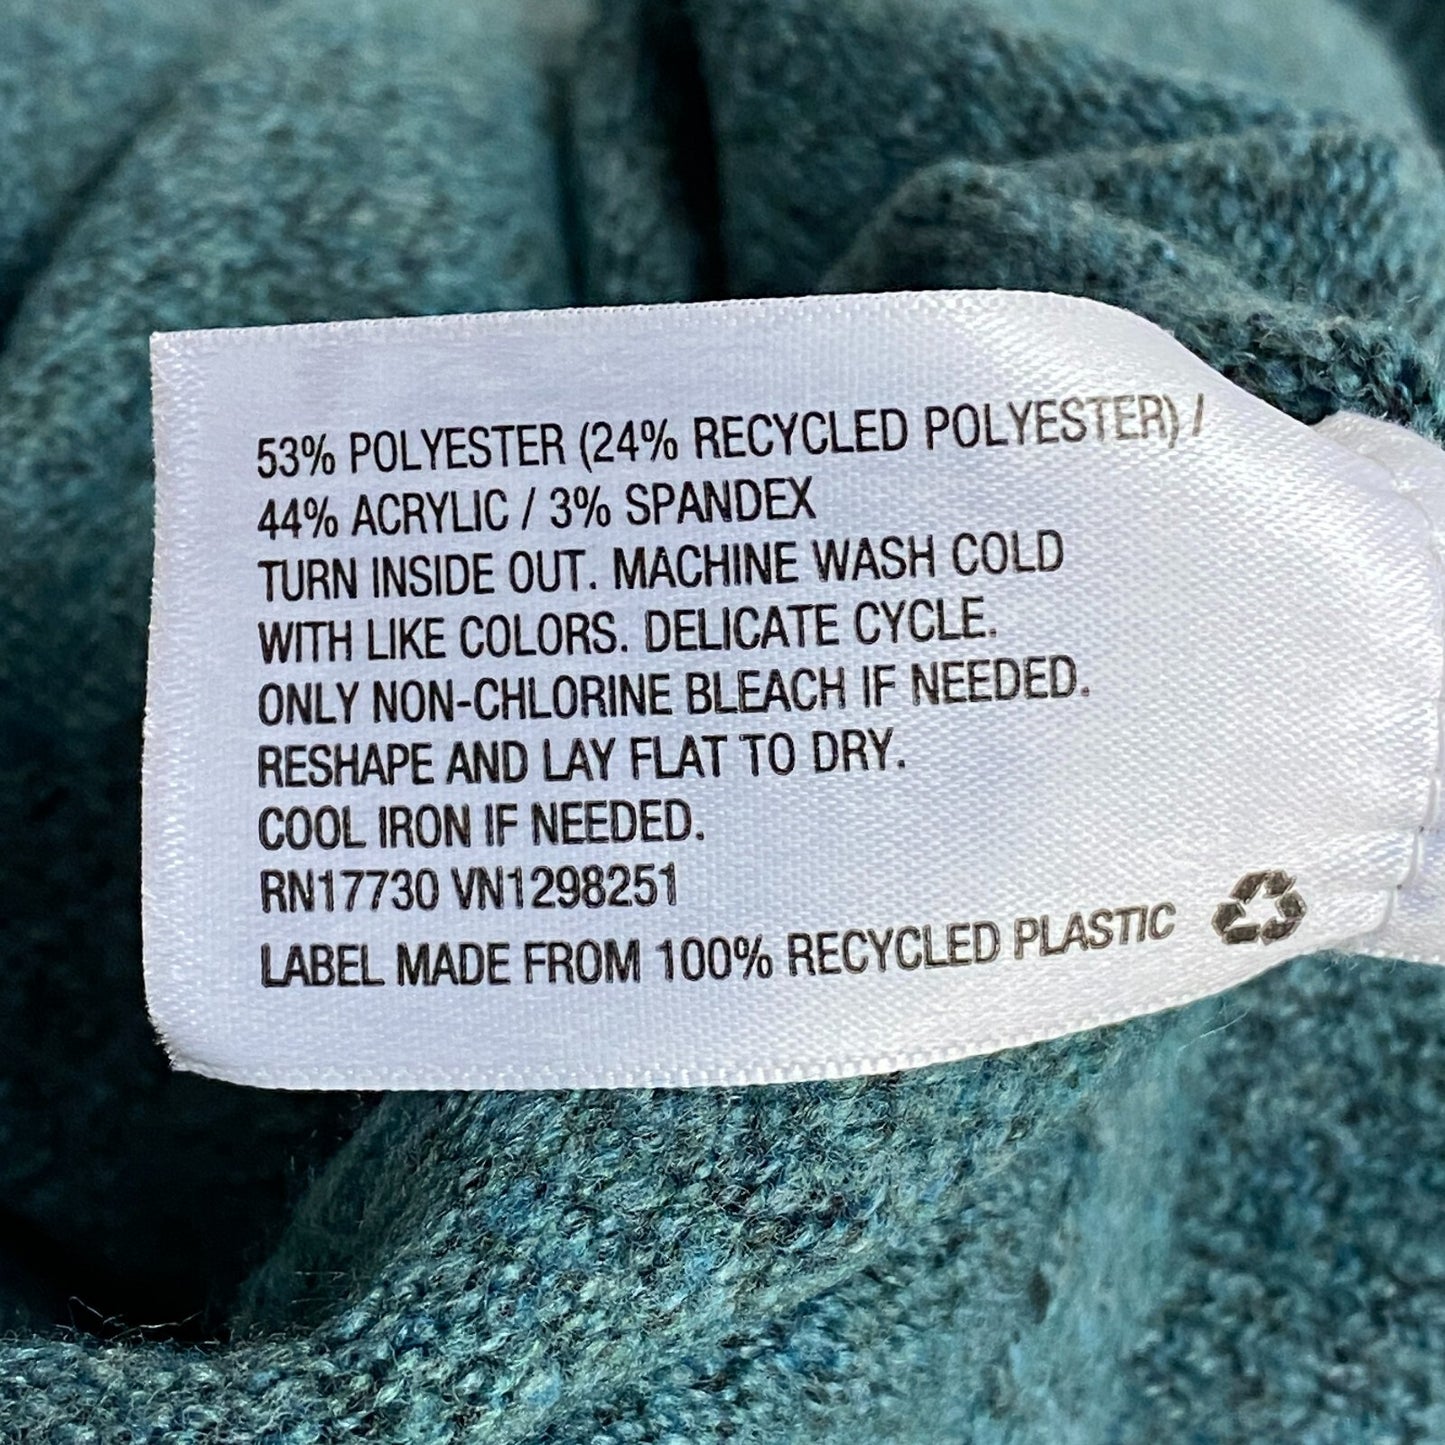 53% POLYESTER (24% RECYCLED POLYESTER) /
44% ACRYLIC / 3% SPANDEX
TURN INSIDE OUT. MACHINE WASH COLD
WITH LIKE COLORS. DELICATE CYCLE.
ONLY NON-CHLORINE BLEACH IF NEEDED.
RESHAPE AND LAY FLAT TO DRY.
COOL IRON IF NEEDED.
RN17730 VN1298251
LABEL MADE FROM 100% RECYCLED PLASTIC